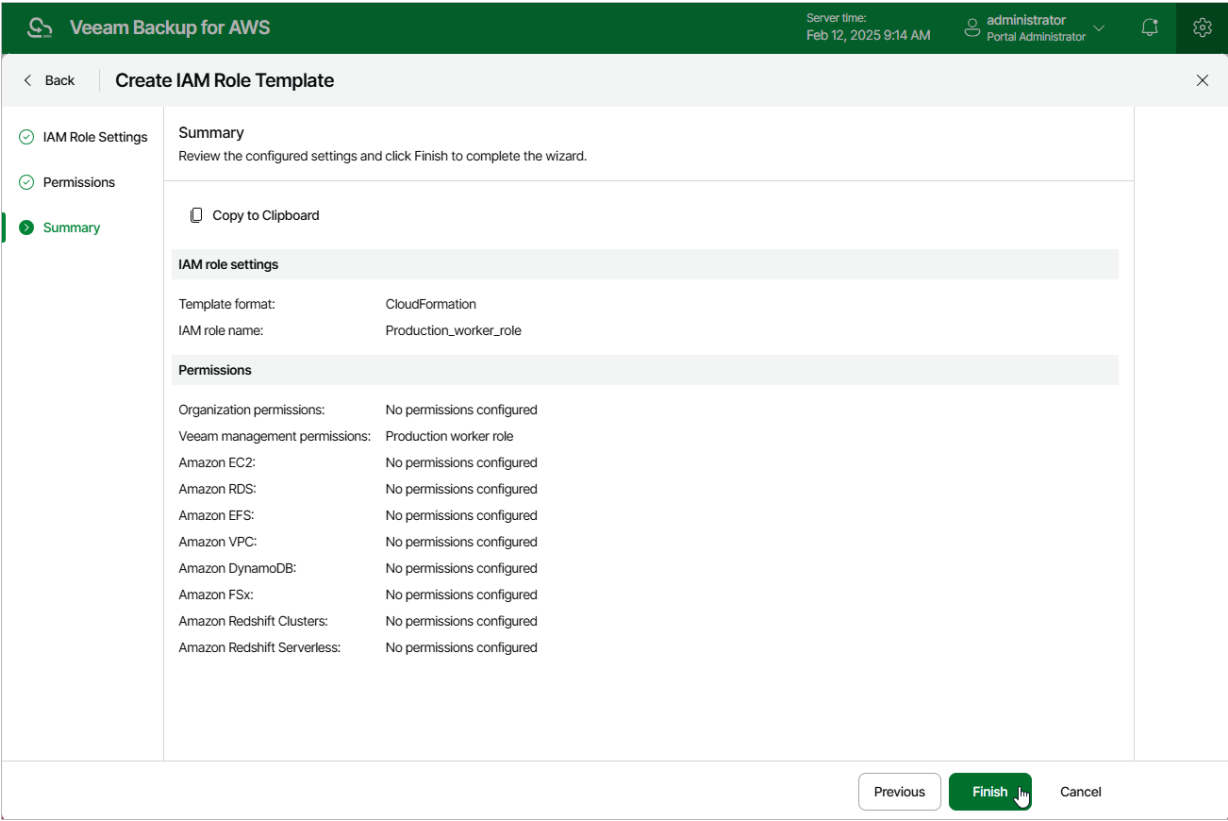 Veeam Backup for AWS
Server time:
Feb 12, 2025 9:14 AM
administrator
Portal Administrator
Back
Create IAM Role Template
IAM Role Settings
Permissions
Summary
Summary
Review the configured settings and click Finish to complete the wizard.
Copy to Clipboard
IAM role settings
Template format: CloudFormation
IAM role name: Production_worker_role
Permissions
Organization permissions: No permissions configured
Veeam management permissions: Production worker role
Amazon EC2: No permissions configured
Amazon RDS: No permissions configured
Amazon EFS: No permissions configured
Amazon VPC: No permissions configured
Amazon DynamoDB: No permissions configured
Amazon FSx: No permissions configured
Amazon Redshift Clusters: No permissions configured
Amazon Redshift Serverless: No permissions configured
Previous
Finish
Cancel